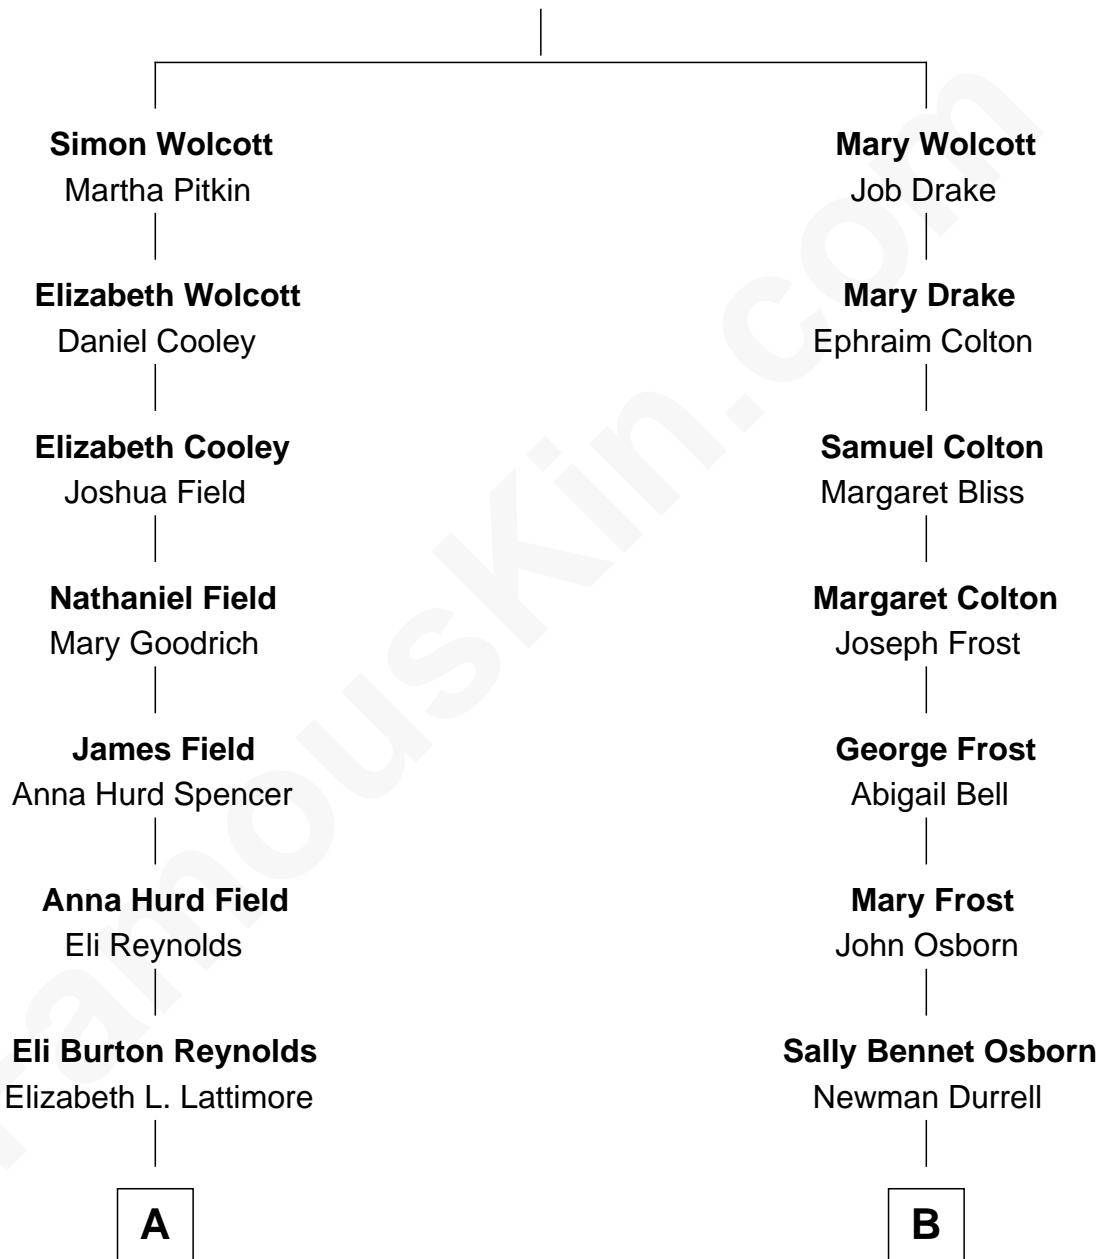 Simon Wolcott
Martha Pitkin
Elizabeth Wolcott
Daniel Cooley
Elizabeth Cooley
Joshua Field
Nathaniel Field
Mary Goodrich
James Field
Anna Hurd Spencer
Anna Hurd Field
Eli Reynolds
Eli Burton Reynolds
Elizabeth L. Lattimore
A
Mary Wolcott
Job Drake
Mary Drake
Ephraim Colton
Samuel Colton
Margaret Bliss
Margaret Colton
Joseph Frost
George Frost
Abigail Bell
Mary Frost
John Osborn
Sally Bennet Osborn
Newman Durrell
B
FamousKin.com